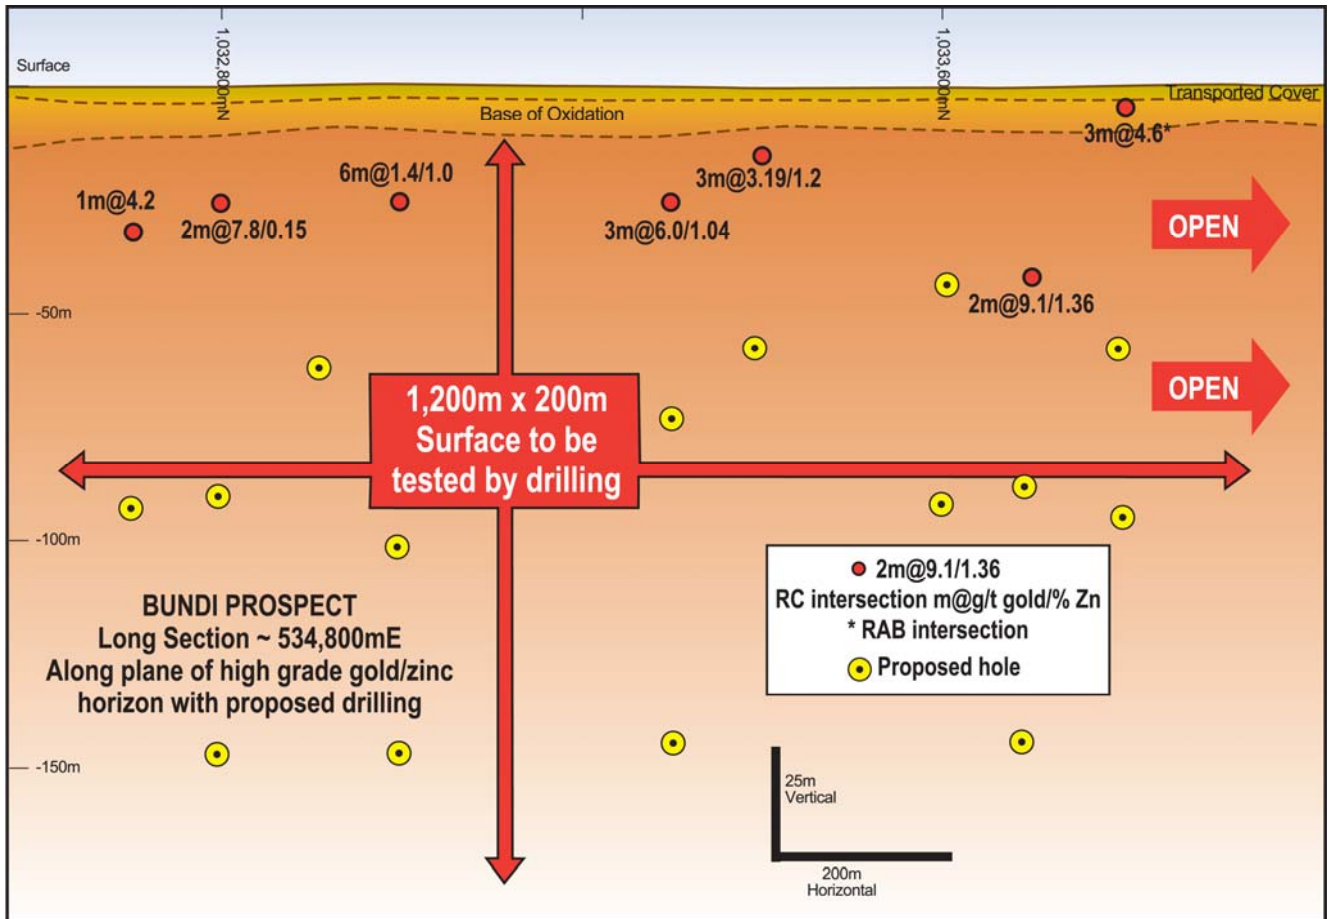 1,032,800mN
1,033,600mN
Surface
Transported Cover
Base of Oxidation
3m@4.6*
6m@1.4/1.0
3m@3.19/1.2
1m@4.2
2m@7.8/0.15
3m@6.0/1.04
OPEN
2m@9.1/1.36
-50m
OPEN
1,200m x 200m
Surface to be
tested by drilling
-100m
BUNDI PROSPECT
Long Section ~ 534,800mE
Along plane of high grade gold/zinc
horizon with proposed drilling
2m@9.1/1.36
RC intersection m@g/t gold/% Zn
* RAB intersection
Proposed hole
-150m
25m
Vertical
200m
Horizontal